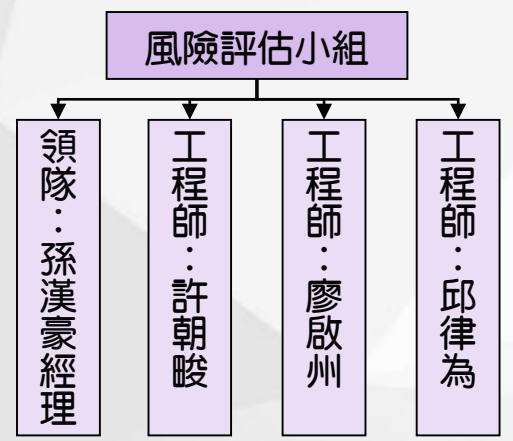 風險評估小組
領隊：孫漢豪經理
工程師：許朝畯
工程師：廖啟州
工程師：邱律為